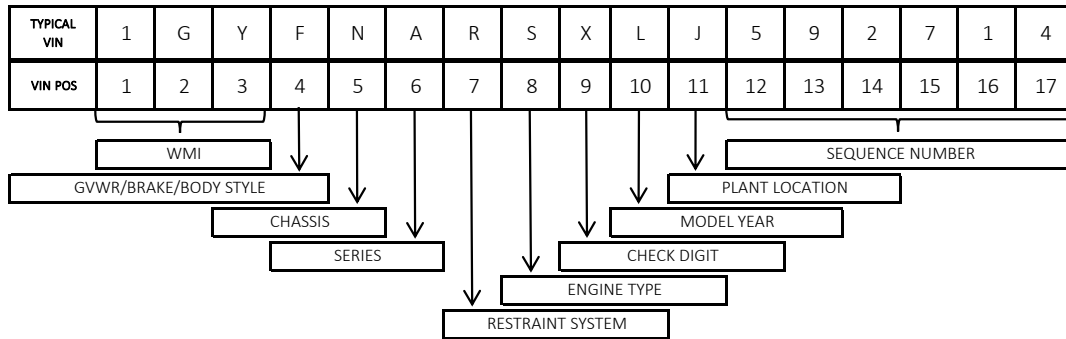 TYPICAL VIN 1 G Y F N A R S X L J 5 9 2 7 1 4
VIN POS 1 2 3 4 5 6 7 8 9 10 11 12 13 14 15 16 17
WMI SEQUENCE NUMBER
GVWR/BRAKE/BODY STYLE PLANT LOCATION
CHASSIS MODEL YEAR
SERIES CHECK DIGIT
ENGINE TYPE
RESTRAINT SYSTEM